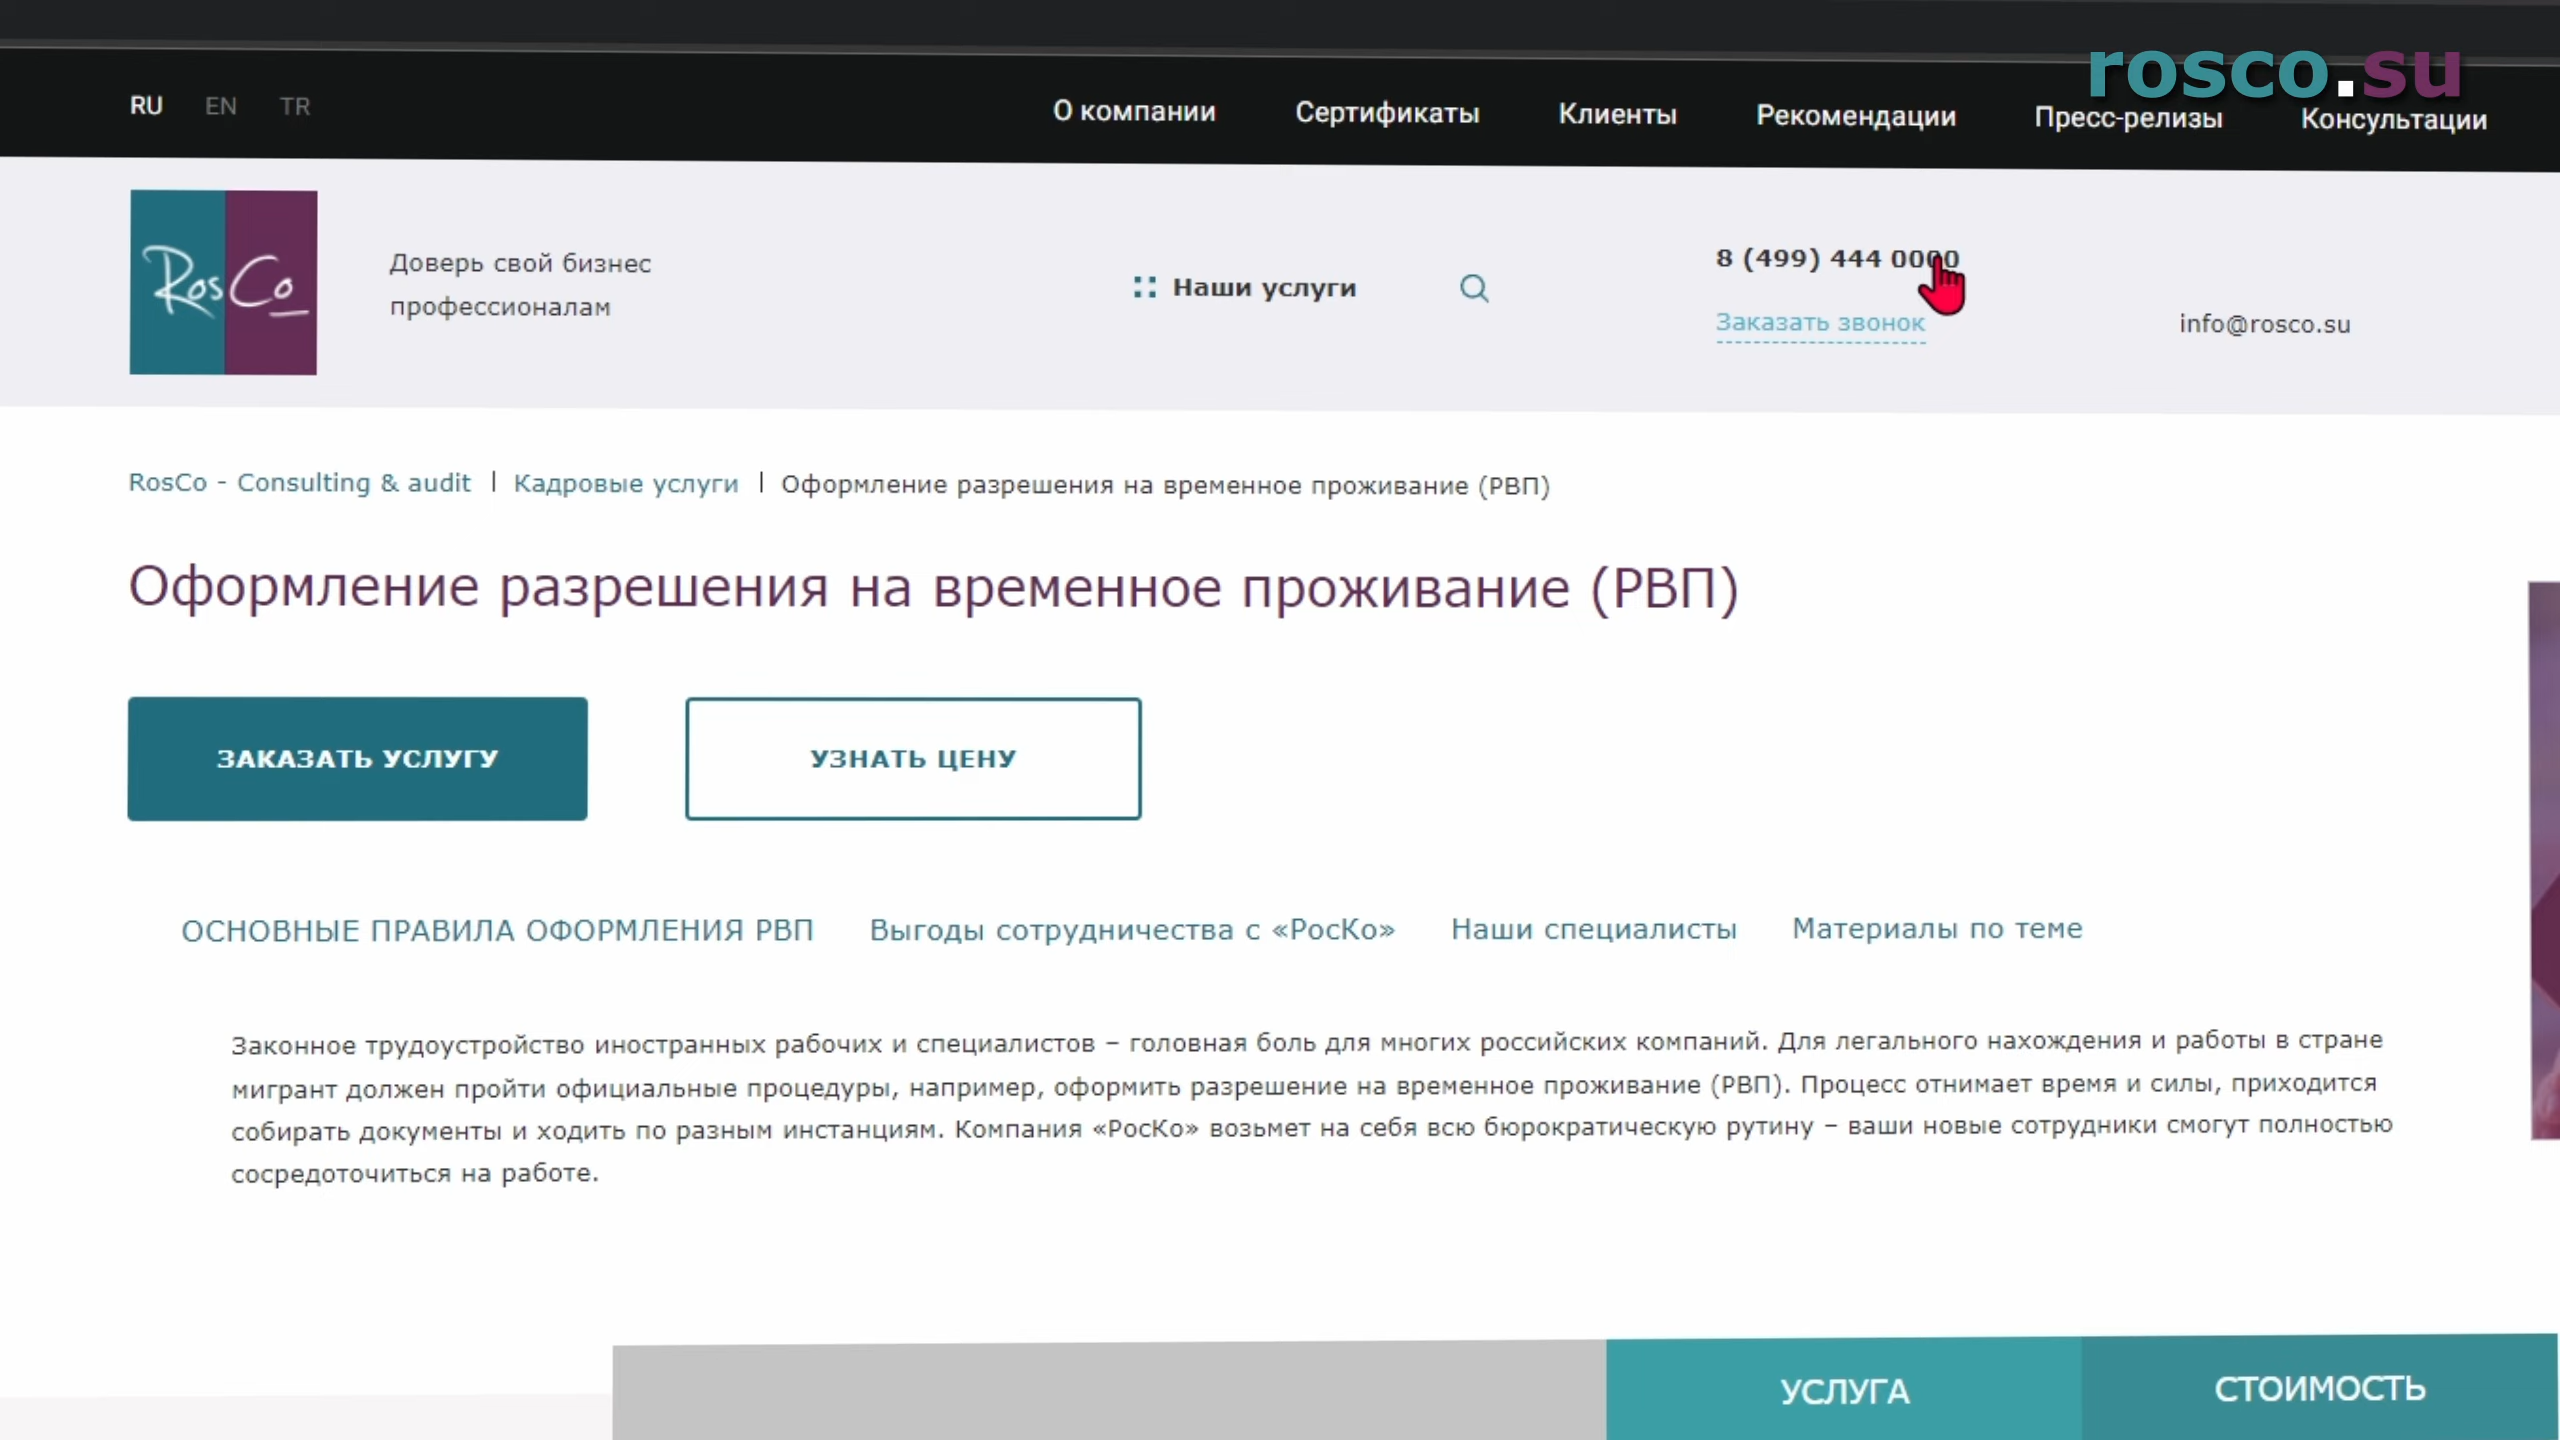 rosco.su
RU EN TR
О компании Сертификаты Клиенты Рекомендации Пресс-релизы Консультации
RosCo
Доверь свой бизнес
профессионалам
Наши услуги
8 (499) 444 0000
Заказать звонок
info@rosco.su
RosCo - Consulting & audit | Кадровые услуги | Оформление разрешения на временное проживание (РВП)
Оформление разрешения на временное проживание (РВП)
ЗАКАЗАТЬ УСЛУГУ
УЗНАТЬ ЦЕНУ
ОСНОВНЫЕ ПРАВИЛА ОФОРМЛЕНИЯ РВП Выгоды сотрудничества с «РосКо» Наши специалисты Материалы по теме
Законное трудоустройство иностранных рабочих и специалистов – головная боль для многих российских компаний. Для легального нахождения и работы в стране
мигрант должен пройти официальные процедуры, например, оформить разрешение на временное проживание (РВП). Процесс отнимает время и силы, приходится
собирать документы и ходить по разным инстанциям. Компания «РосКо» возьмет на себя всю бюрократическую рутину – ваши новые сотрудники смогут полностью
сосредоточиться на работе.
УСЛУГА СТОИМОСТЬ